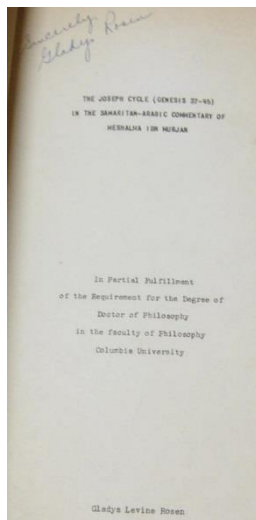 Sincerely
Gladys Rosen
THE JOSEPH CYCLE (GENESIS 37-45)
IN THE SAMARITAN-ARABIC COMMENTARY OF
MESHALMA IBN MURJAN
In Partial Fulfillment
of the Requirement for the Degree of
Doctor of Philosophy
in the faculty of Philosophy
Columbia University
Gladys Levine Rosen